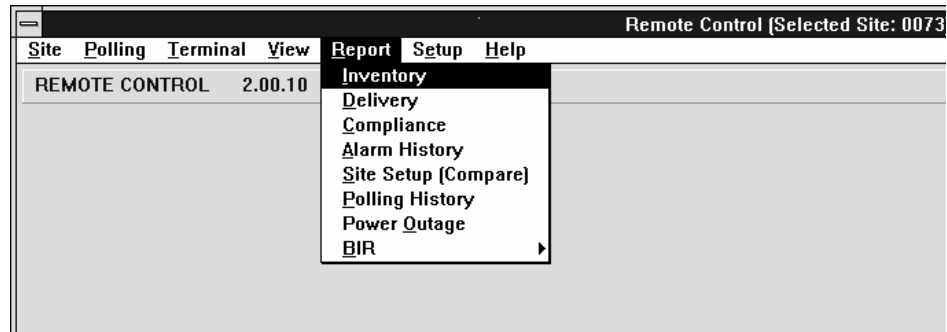 Remote Control (Selected Site: 0073)
Site Polling Terminal View Report Setup Help
REMOTE CONTROL 2.00.10
Inventory
Delivery
Compliance
Alarm History
Site Setup (Compare)
Polling History
Power Outage
BIR